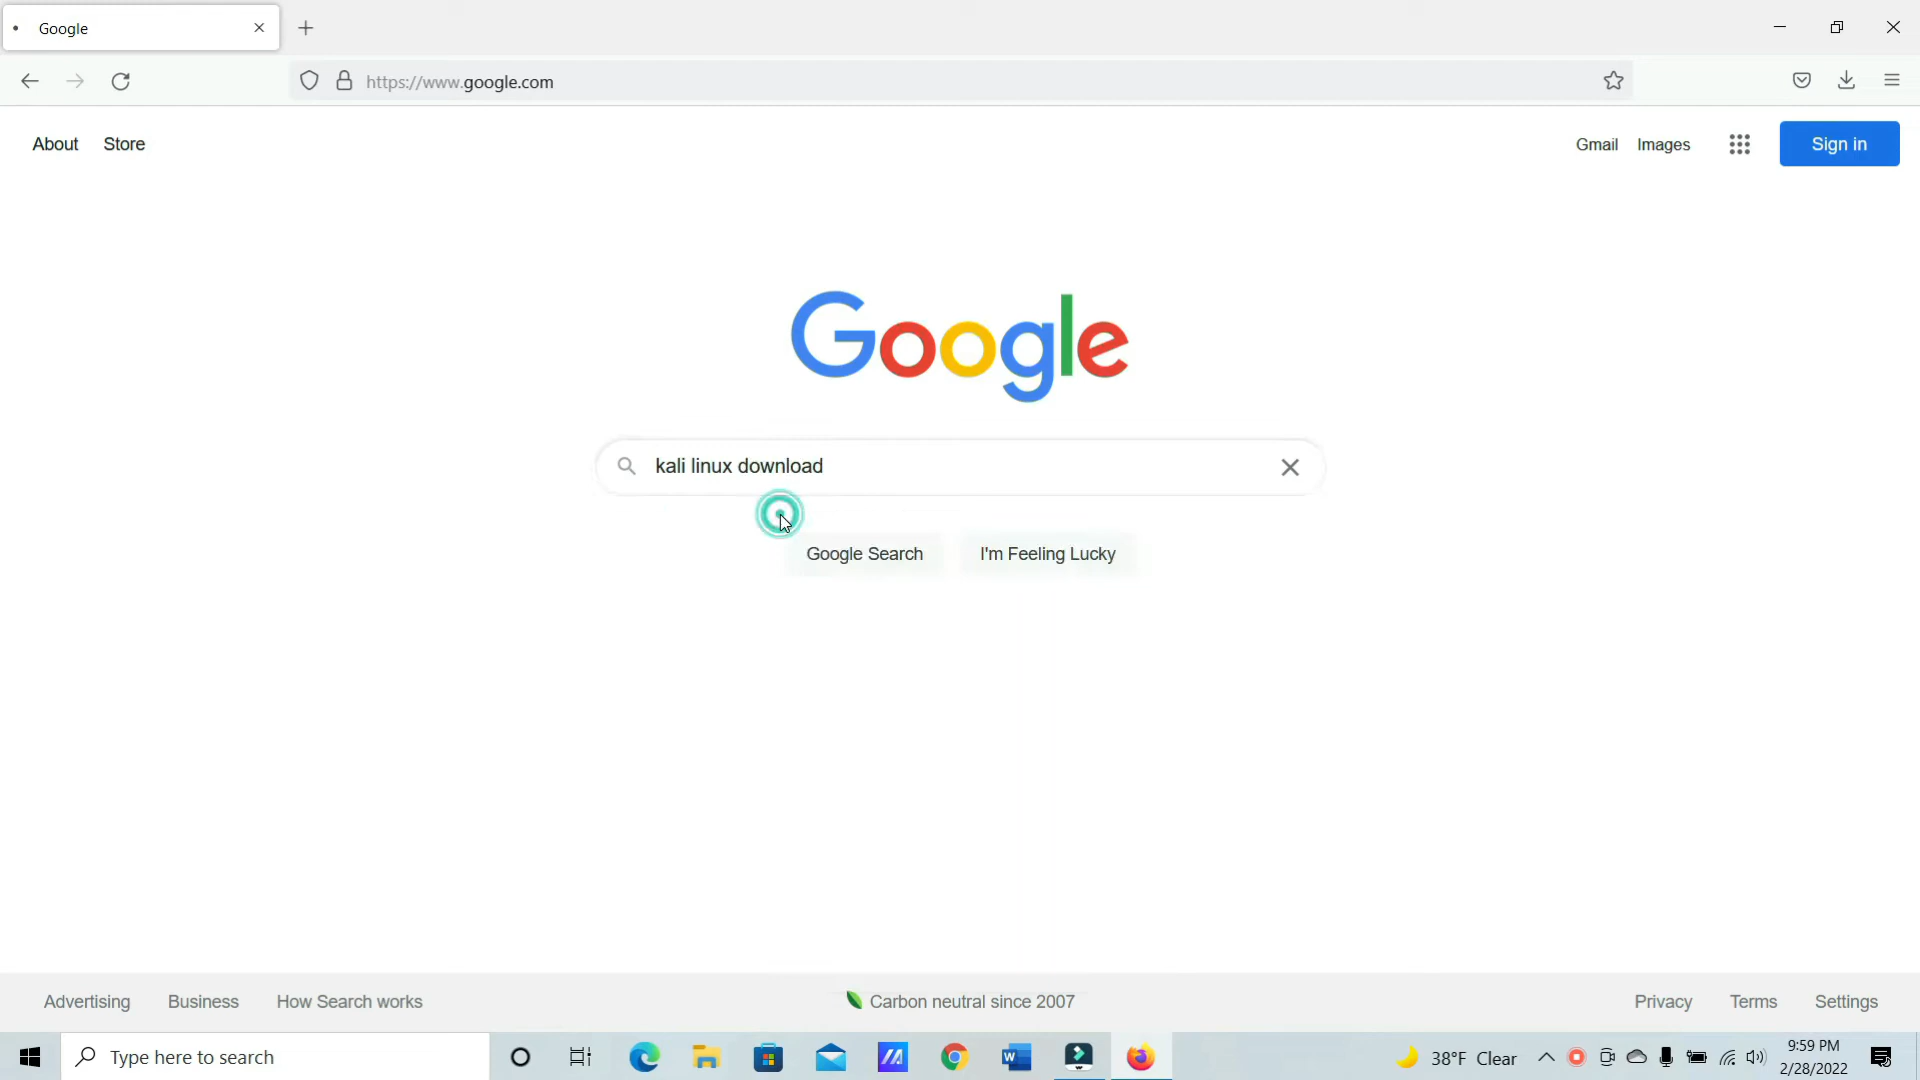 Google
https://www.google.com
About Store
Gmail Images Sign in
Google
kali linux download
Google Search I'm Feeling Lucky
Advertising Business How Search works
Carbon neutral since 2007
Privacy Terms Settings
Type here to search
38°F Clear
9:59 PM
2/28/2022